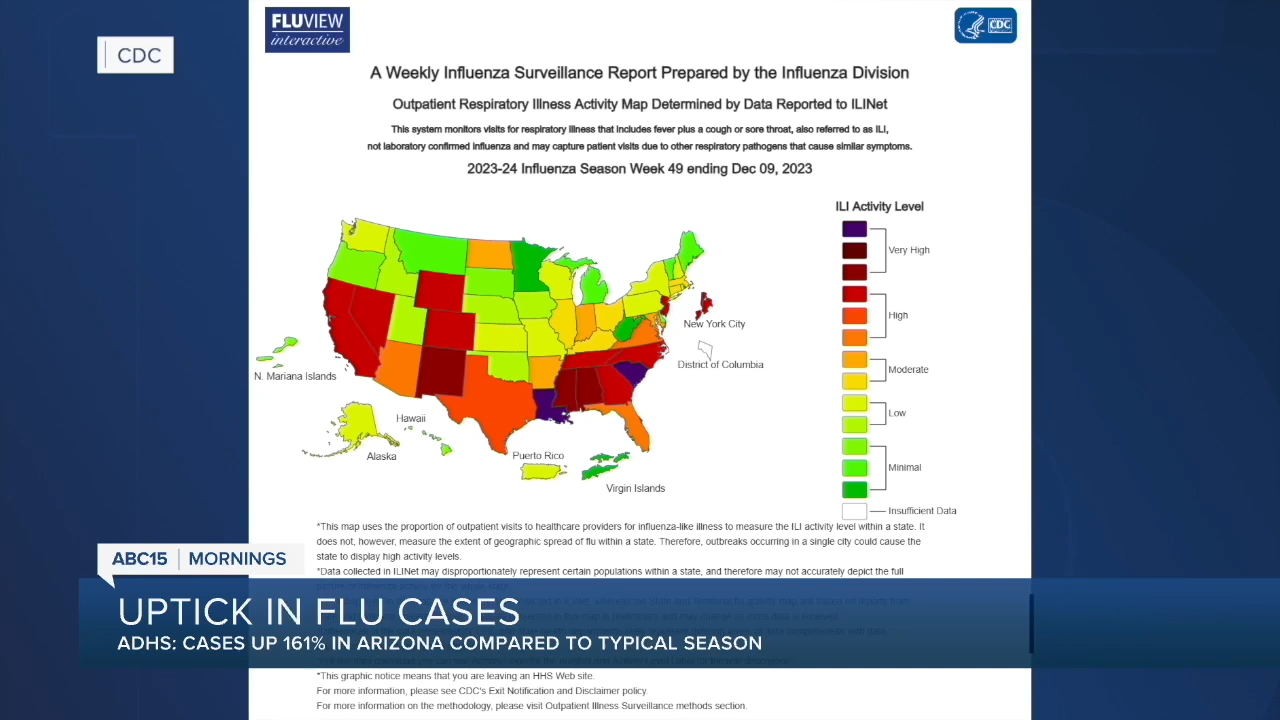 FLUVIEW
interactive
CDC
CDC
A Weekly Influenza Surveillance Report Prepared by the Influenza Division
Outpatient Respiratory Illness Activity Map Determined by Data Reported to ILINet
This system monitors visits for respiratory illness that includes fever plus a cough or sore throat, also referred to as ILI,
not laboratory confirmed influenza and may capture patient visits due to other respiratory pathogens that cause similar symptoms.
2023-24 Influenza Season Week 49 ending Dec 09, 2023
ILI Activity Level
Very High
High
Moderate
Low
Minimal
Insufficient Data
New York City
District of Columbia
N. Mariana Islands
Hawaii
Alaska
Puerto Rico
Virgin Islands
*This map uses the proportion of outpatient visits to healthcare providers for influenza-like illness to measure the ILI activity level within a state. It
does not, however, measure the extent of geographic spread of flu within a state. Therefore, outbreaks occurring in a single city could cause the
state to display high activity levels.
*Data collected in ILINet may disproportionately represent certain populations within a state, and therefore may not accurately depict the full
ABC15 | MORNINGS
UPTICK IN FLU CASES
ADHS: CASES UP 161% IN ARIZONA COMPARED TO TYPICAL SEASON
*This graphic notice means that you are leaving an HHS Web site.
For more information, please see CDC's Exit Notification and Disclaimer policy.
For more information on the methodology, please visit Outpatient Illness Surveillance methods section.